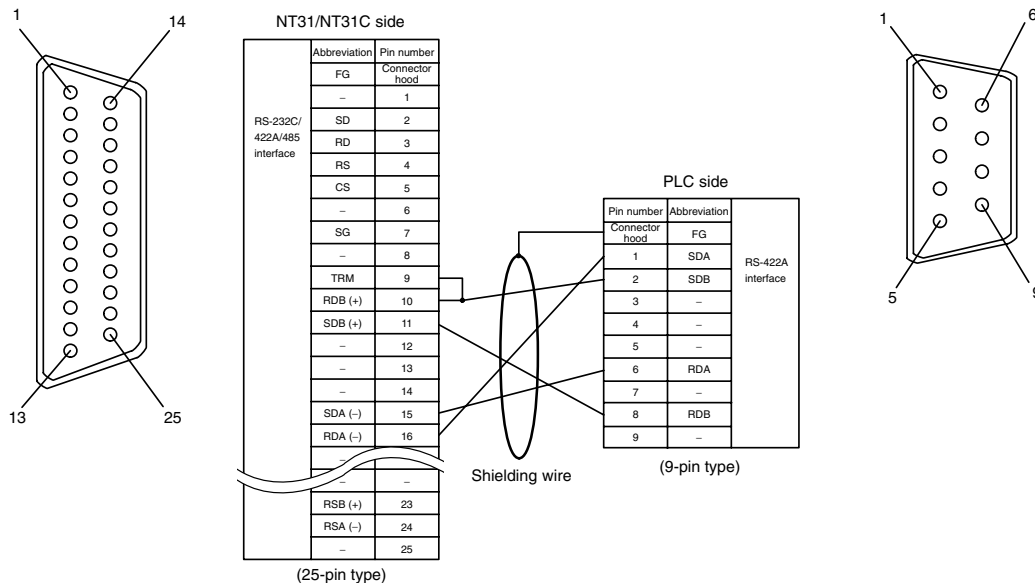 1
14
13
25
NT31/NT31C side
Abbreviation Pin number
RS-232C/
422A/485
interface
FG Connector
hood
– 1
SD 2
RD 3
RS 4
CS 5
– 6
SG 7
– 8
TRM 9
RDB (+) 10
SDB (+) 11
– 12
– 13
– 14
SDA (–) 15
RDA (–) 16
–
– –
RSB (+) 23
RSA (–) 24
– 25
(25-pin type)
Shielding wire
PLC side
Pin number Abbreviation
Connector
hood FG
1 SDA
2 SDB
3 –
4 –
5 –
6 RDA
7 –
8 RDB
9 –
RS-422A
interface
(9-pin type)
1
6
5
9